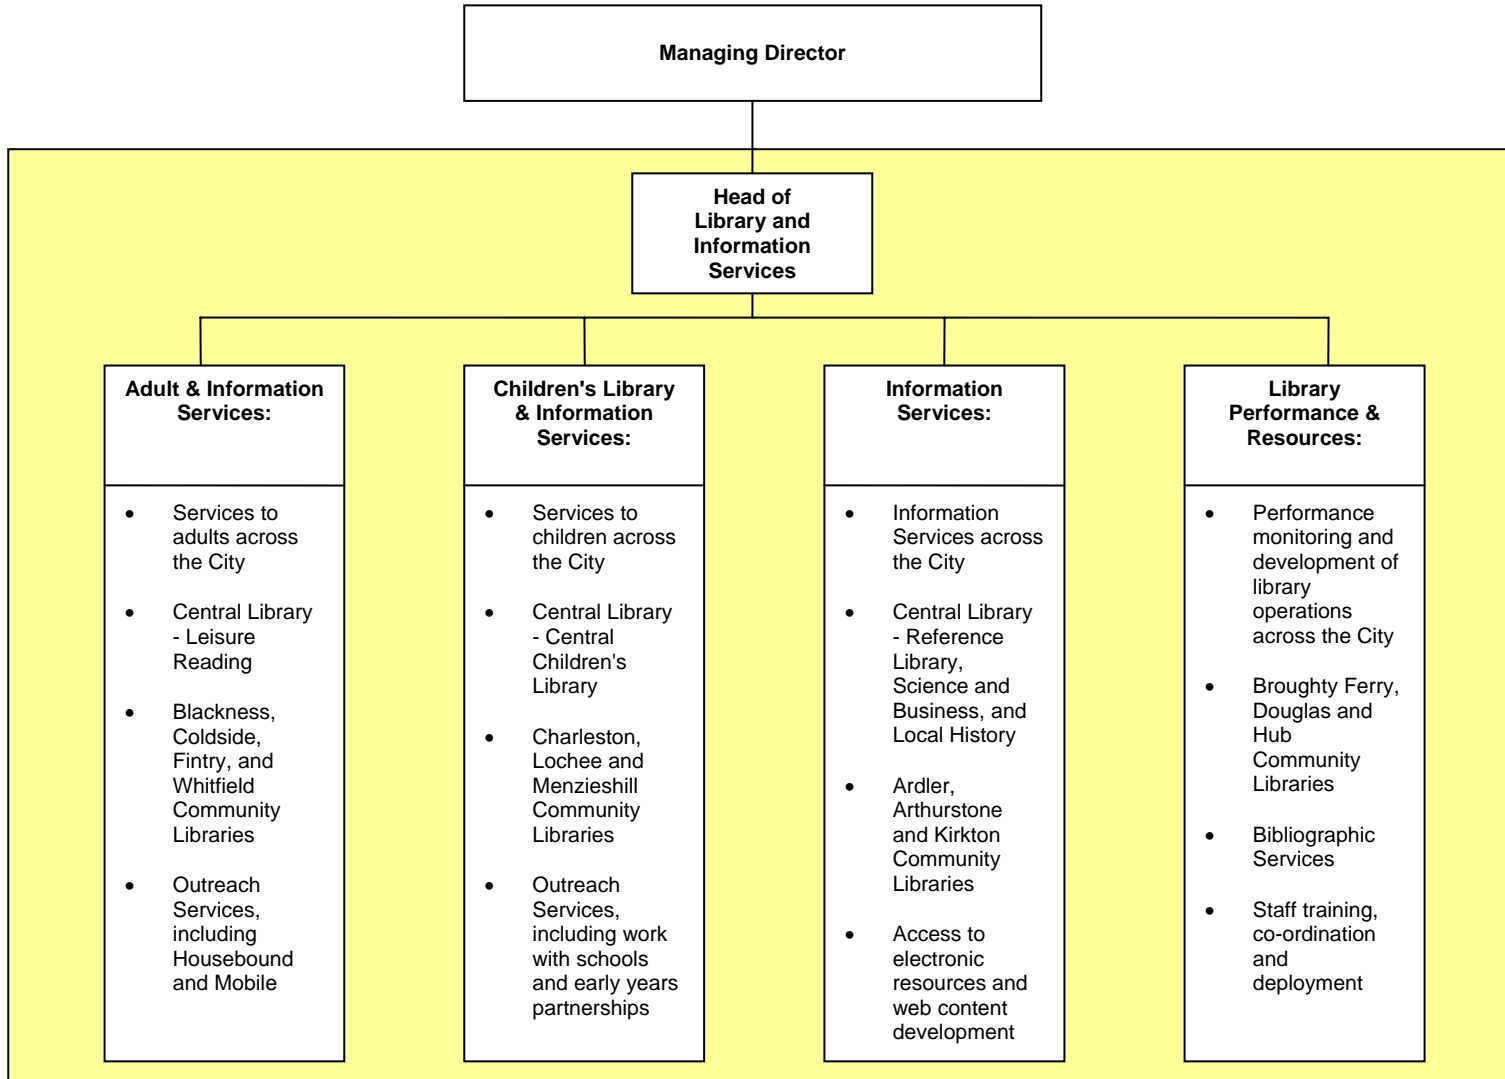 Managing Director
Head of
Library and
Information
Services
Adult & Information
Services:
• Services to
adults across
the City
• Central Library
- Leisure
Reading
• Blackness,
Coldside,
Fintry, and
Whitfield
Community
Libraries
• Outreach
Services,
including
Housebound
and Mobile
Children's Library
& Information
Services:
• Services to
children across
the City
• Central Library
- Central
Children's
Library
• Charleston,
Lochee and
Menzieshill
Community
Libraries
• Outreach
Services,
including work
with schools
and early years
partnerships
Information
Services:
• Information
Services across
the City
• Central Library
- Reference
Library,
Science and
Business, and
Local History
• Ardler,
Arthurstone
and Kirkton
Community
Libraries
• Access to
electronic
resources and
web content
development
Library
Performance &
Resources:
• Performance
monitoring and
development of
library
operations
across the City
• Broughty Ferry,
Douglas and
Hub
Community
Libraries
• Bibliographic
Services
• Staff training,
co-ordination
and
deployment